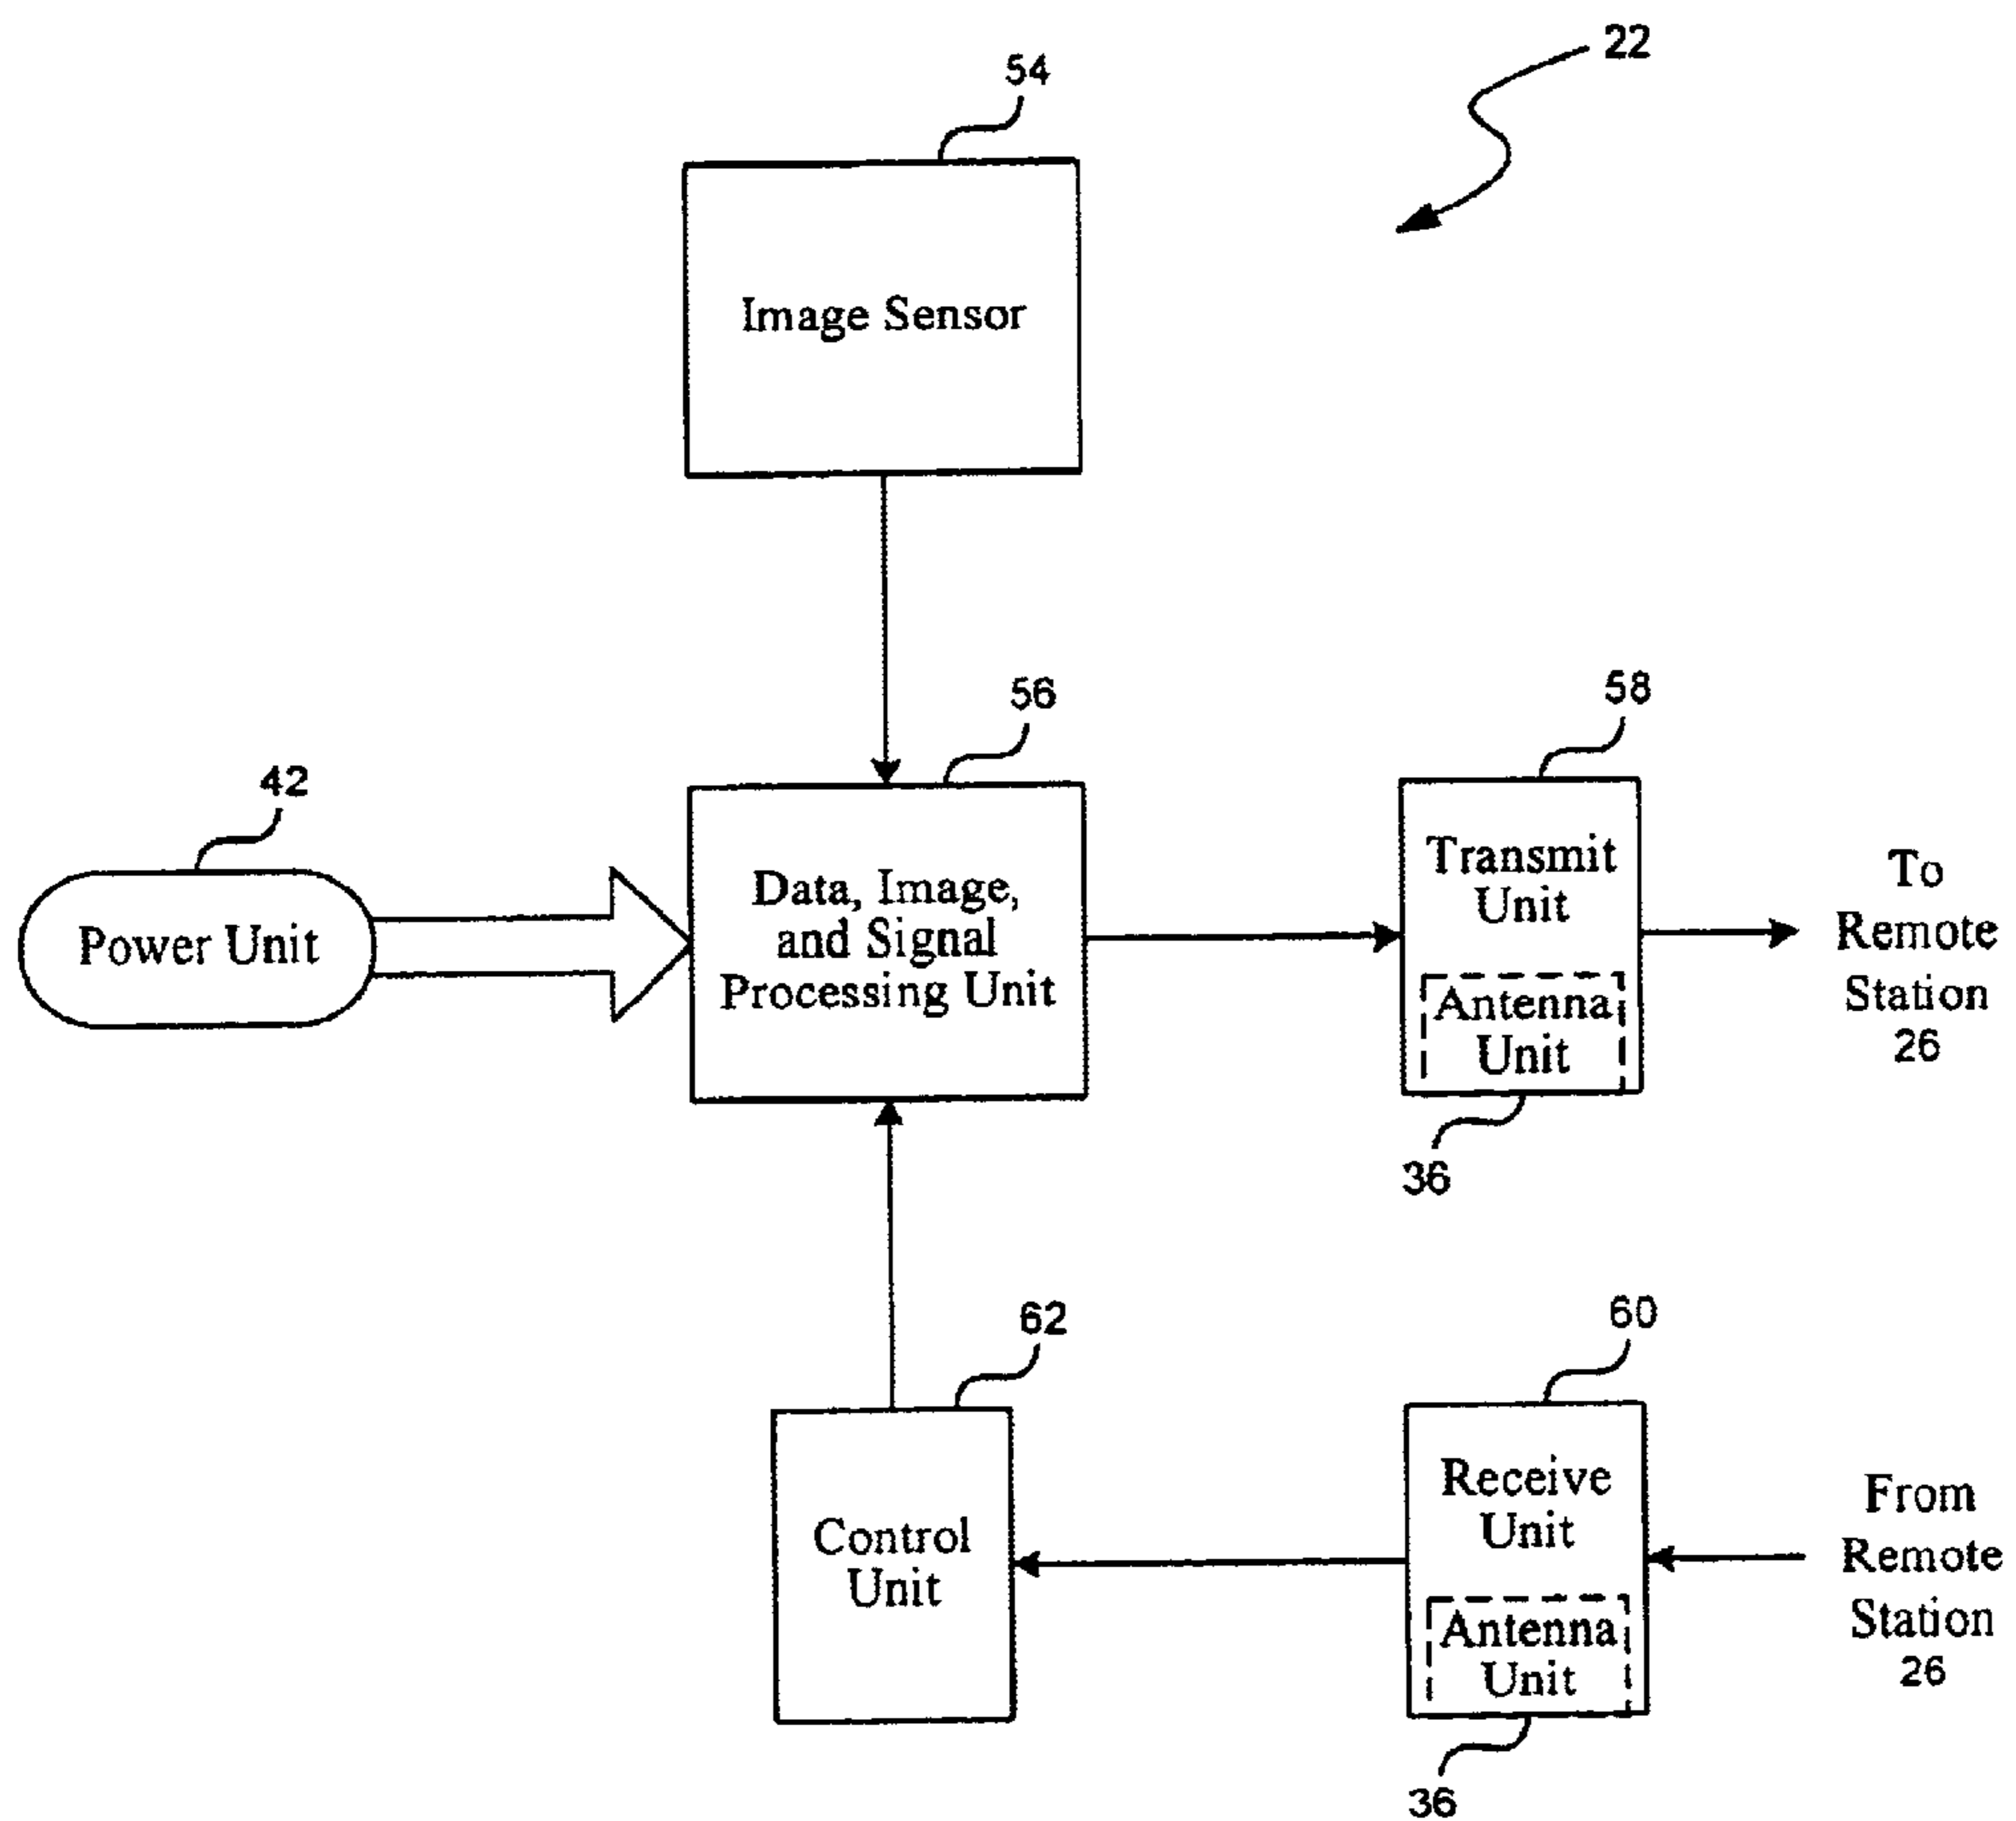 22
54
Image Sensor
56
58
42
Power Unit
Data, Image,
and Signal
Processing Unit
Transmit
Unit
Antenna
Unit
36
To
Remote
Station
26
62
60
Control
Unit
Receive
Unit
Antenna
Unit
36
From
Remote
Station
26